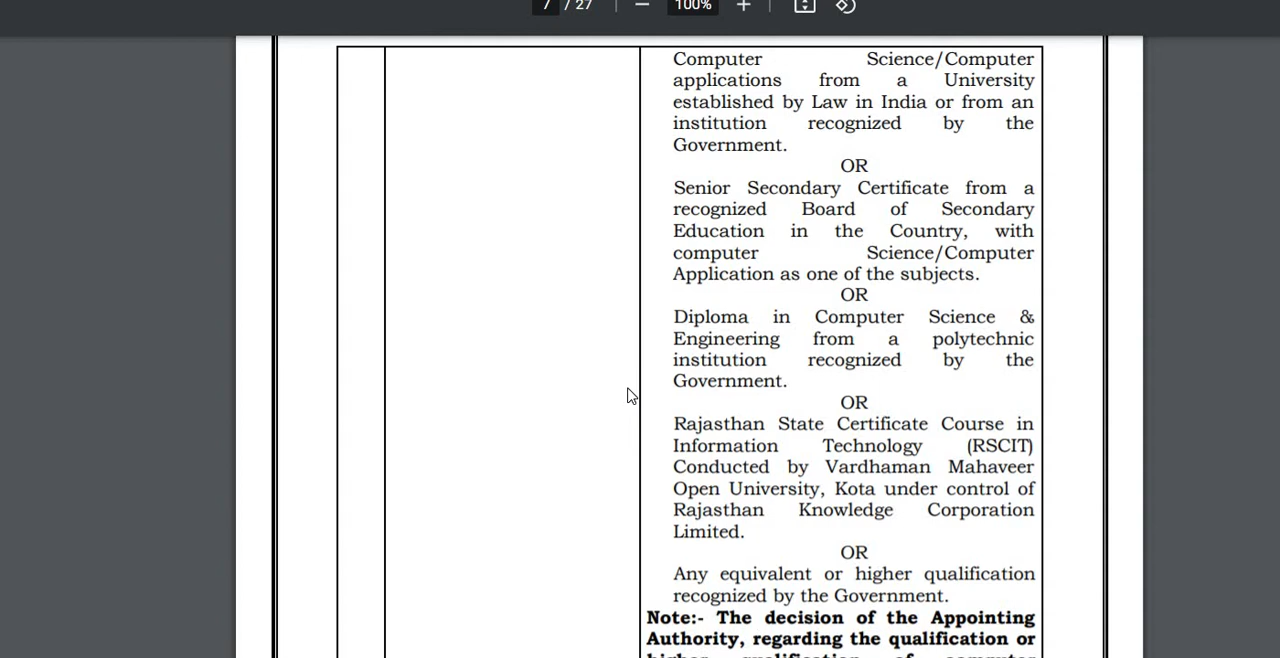 7 / 27 — 100% +
Computer Science/Computer
applications from a University
established by Law in India or from an
institution recognized by the
Government.
OR
Senior Secondary Certificate from a
recognized Board of Secondary
Education in the Country, with
computer Science/Computer
Application as one of the subjects.
OR
Diploma in Computer Science &
Engineering from a polytechnic
institution recognized by the
Government.
OR
Rajasthan State Certificate Course in
Information Technology (RSCIT)
Conducted by Vardhaman Mahaveer
Open University, Kota under control of
Rajasthan Knowledge Corporation
Limited.
OR
Any equivalent or higher qualification
recognized by the Government.
Note:- The decision of the Appointing
Authority, regarding the qualification or
higher qualification of computer